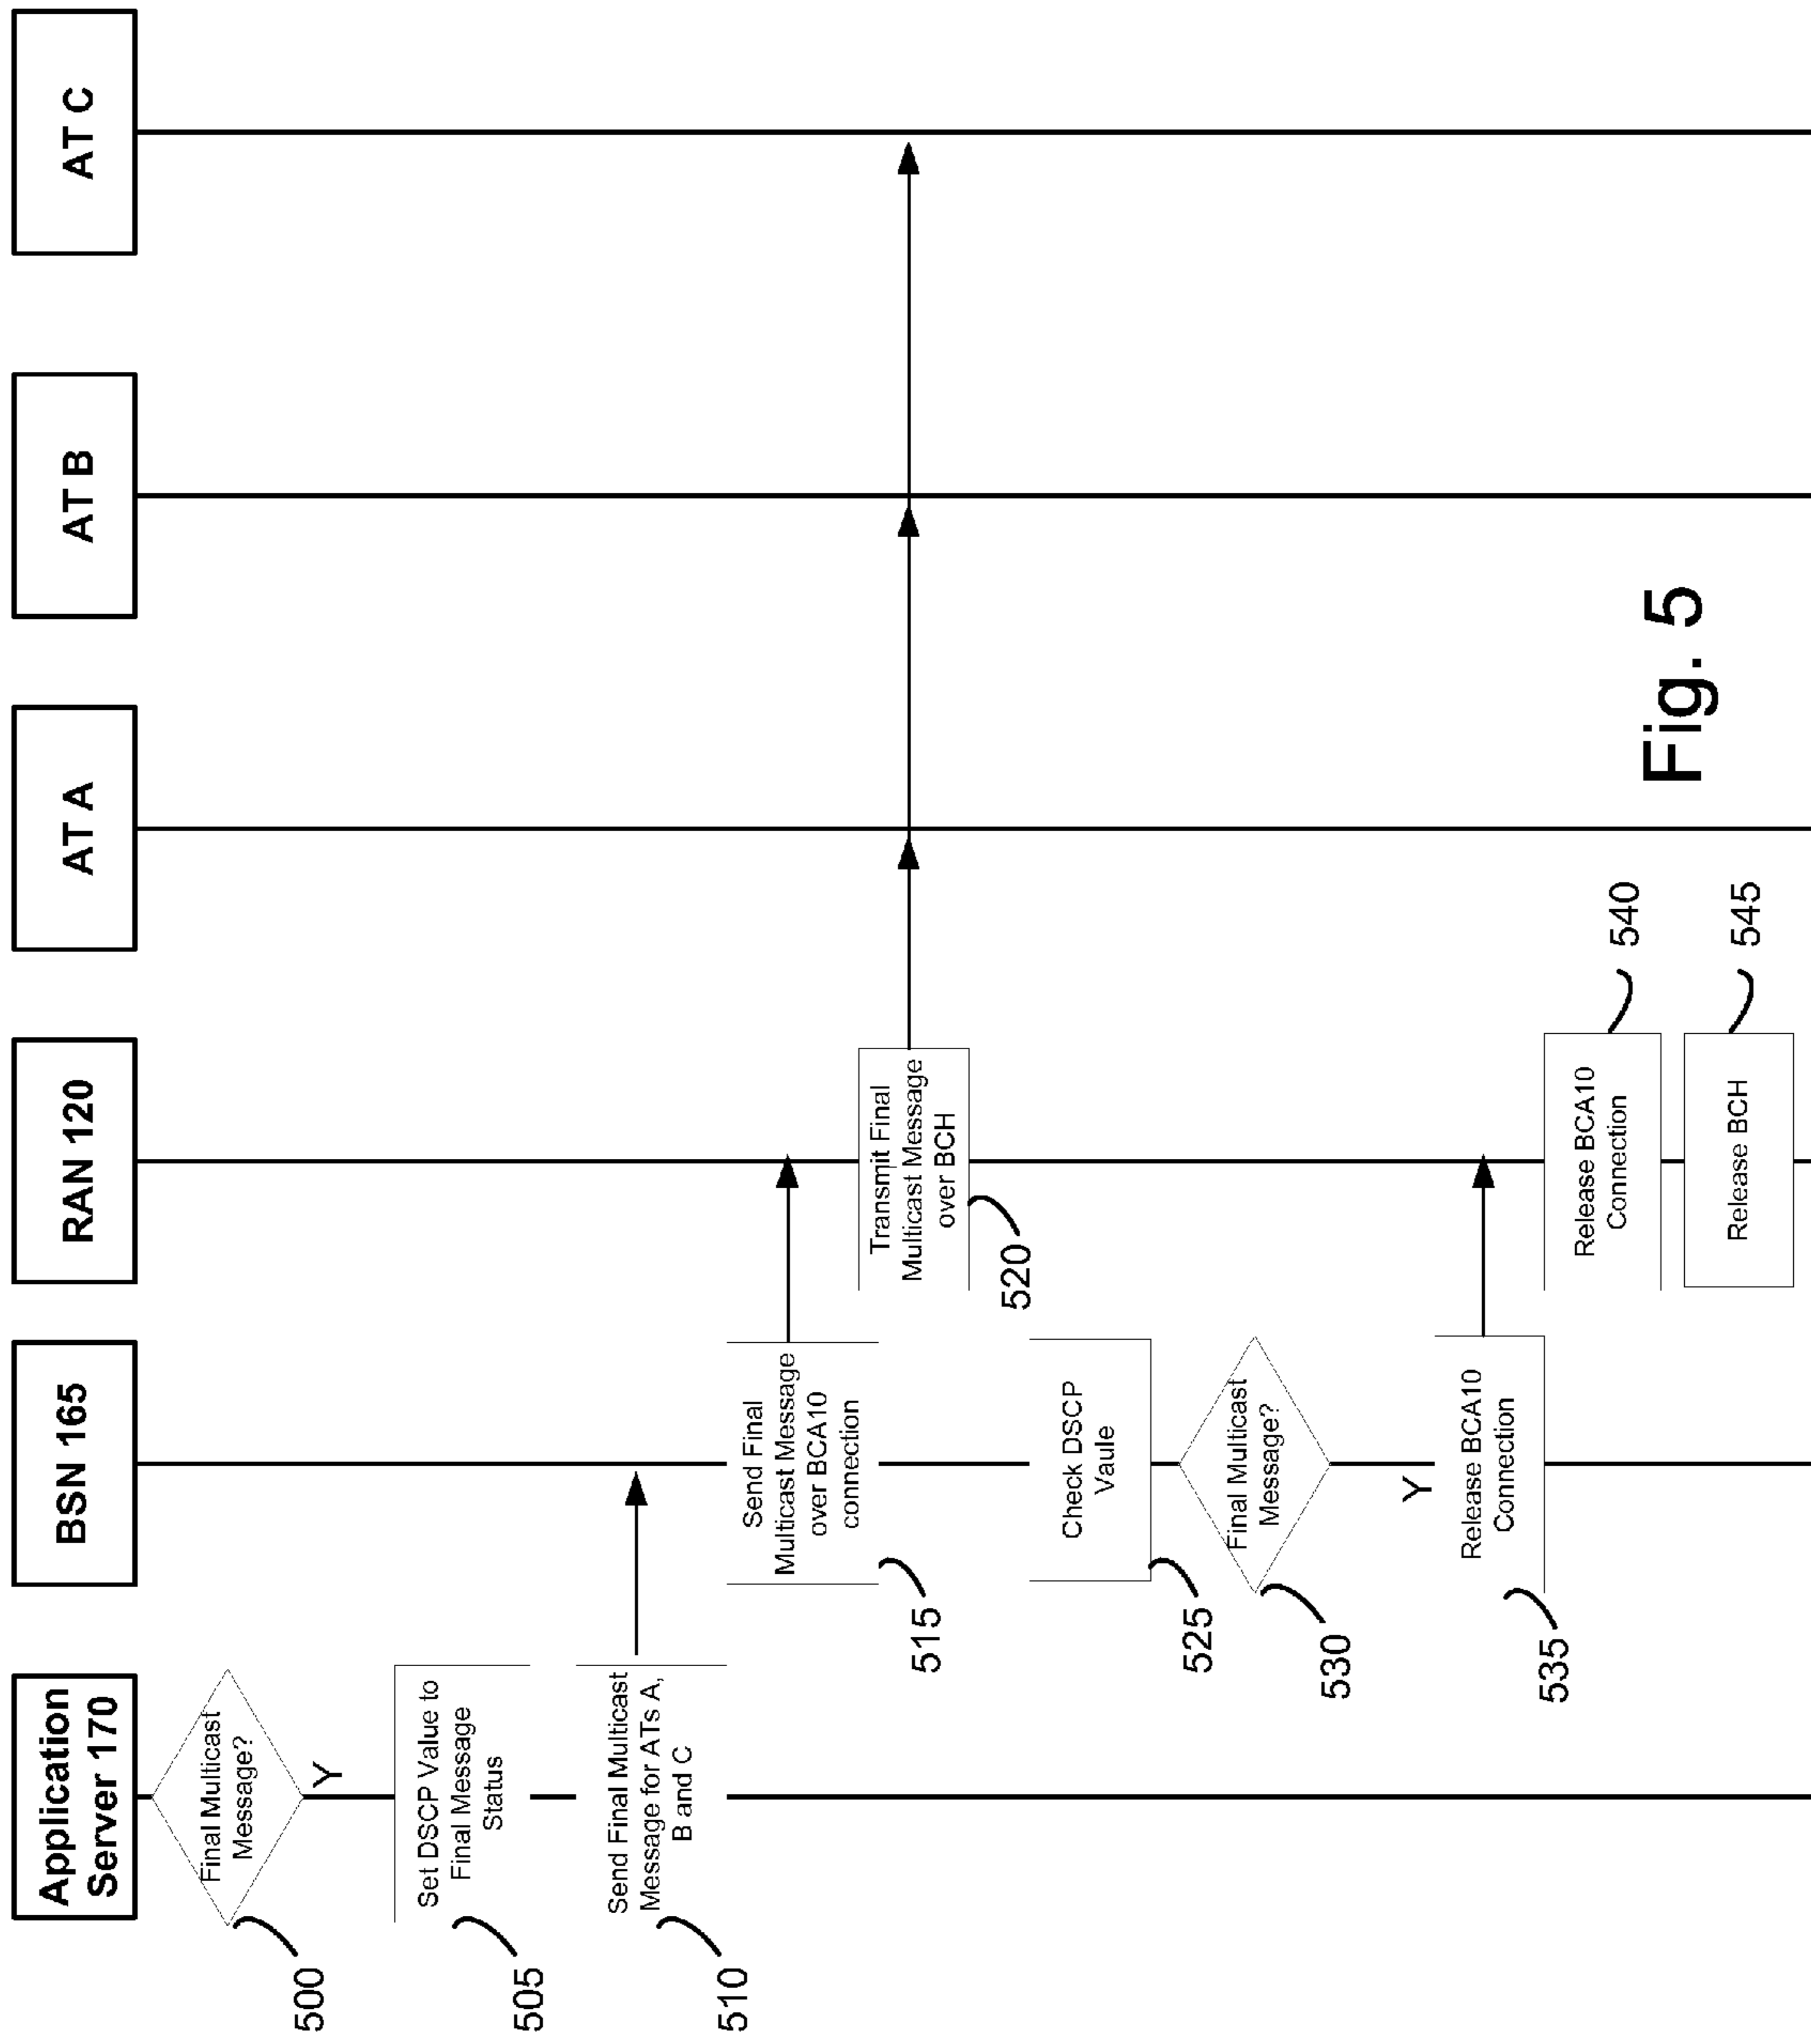 Application
Server 170
BSN 165
RAN 120
AT A
AT B
AT C
Final Multicast
Message?
500
Y
Set DSCP Value to
Final Message
Status
505
Send Final Multicast
Message for ATs A,
B and C
510
Send Final
Multicast Message
over BCA10
connection
515
Transmit Final
Multicast Message
over BCH
520
Check DSCP
Vaule
525
Final Multicast
Message?
530
Y
Release BCA10
Connection
535
Release BCA10
Connection
540
Release BCH
545
Fig. 5